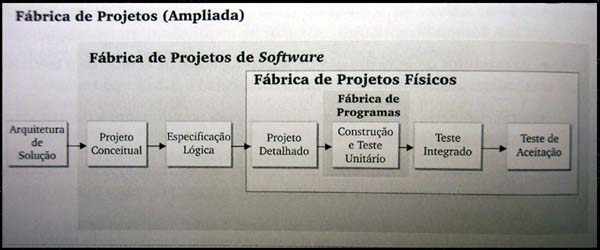 Fábrica de Projetos (Ampliada)
Fábrica de Projetos de Software
Fábrica de Projetos Físicos
Fábrica de
Programas
Arquitetura
de
Solução
Projeto
Conceitual
Especificação
Lógica
Projeto
Detalhado
Construção
e Teste
Unitário
Teste
Integrado
Teste de
Aceitação